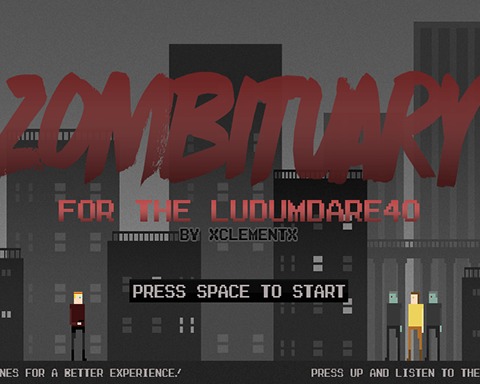 ZOMBITUARY
FOR THE LUDUMDARE40
BY XCLEMENTX
PRESS SPACE TO START
NES FOR A BETTER EXPERIENCE! PRESS UP AND LISTEN TO THE